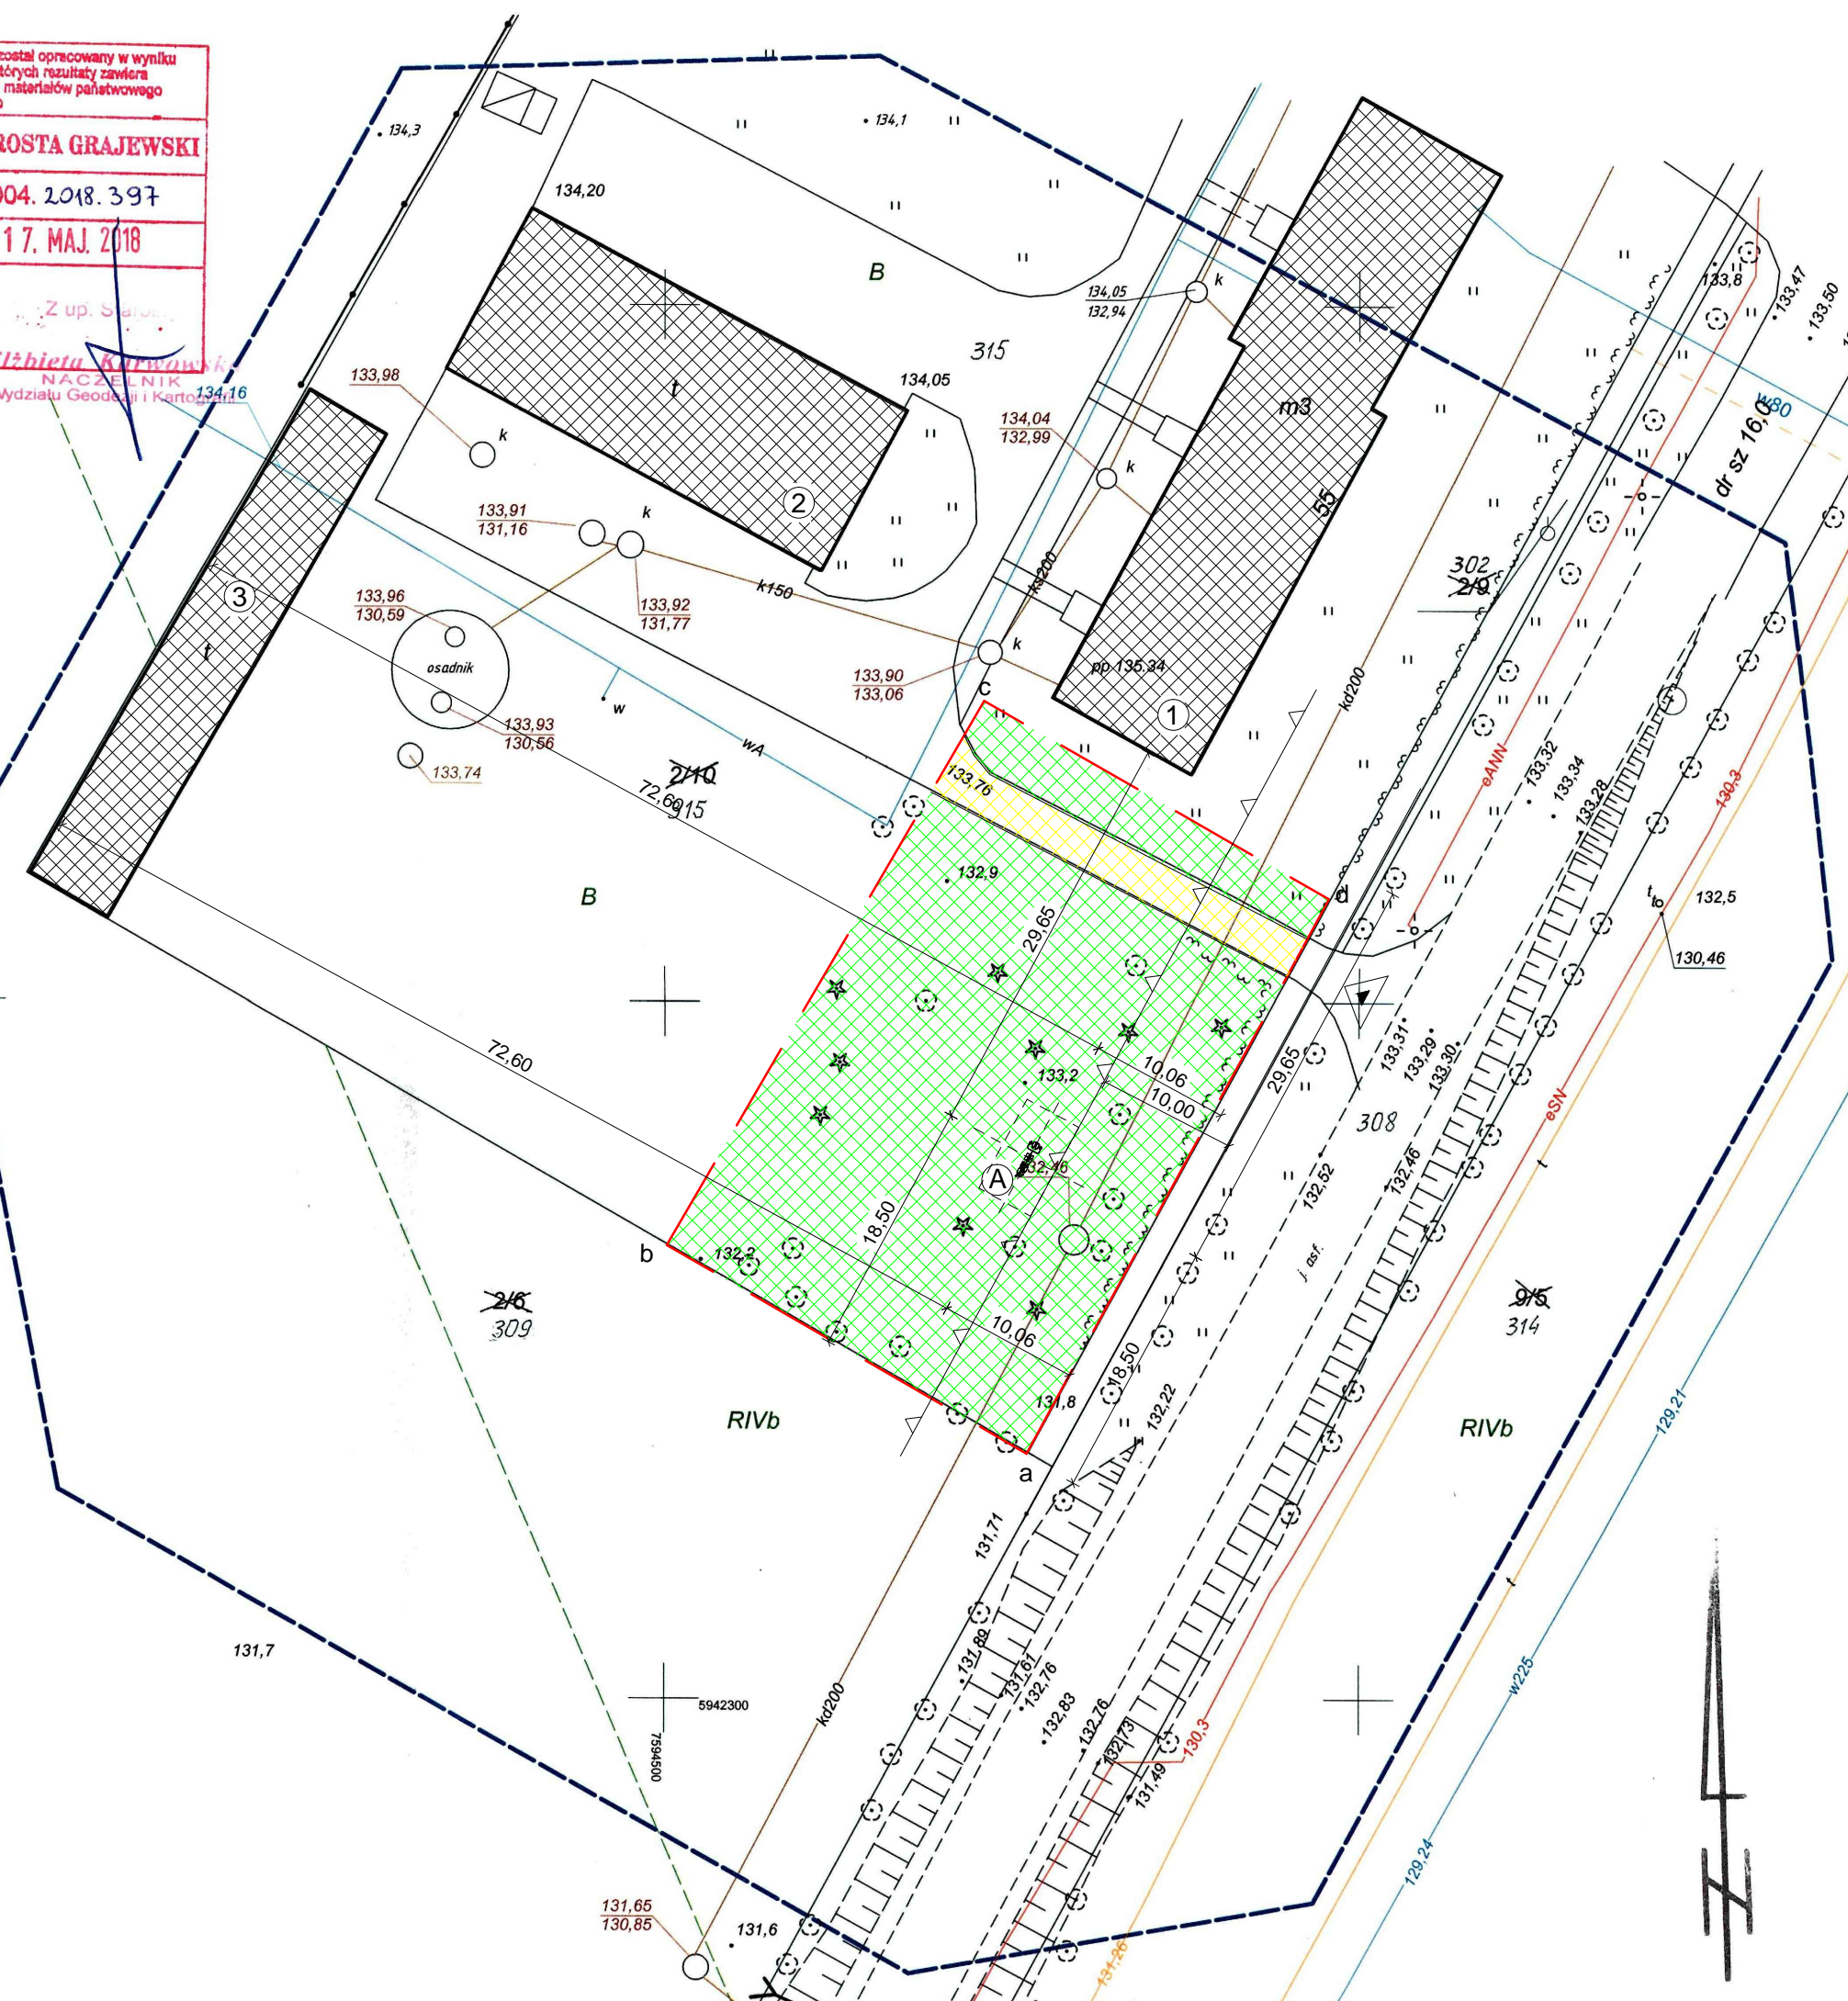 został opracowany w wyniku
których rezultaty zawiera
materiałów państwowego
ROSTA GRAJEWSKI
004. 2018. 397
17. MAJ. 2018
Z up.
Elżbieta
NACZELNIK
Wydziału Geodezji i Kartografii
134,3
134,1
134,20
B
315
134,05
132,94
k
133,8
133,47
133,50
134,16
133,98
k
t
134,05
134,04
132,99
k
m3
w80
dr sz 16,0
2
55
133,91
131,16
k
3
k150
ks200
302
2/9
133,96
130,59
133,92
131,77
t
osadnik
k
133,90
133,06
pp 135.34
c
1
kd200
w
133,93
130,56
wA
133,74
2/10
72,60
315
133,76
eANN
133,32
133,34
133,28
130,3
B
132,9
d
t
to
132,5
29,65
130,46
72,60
133,2
10,06
10,00
29,65
133,31
133,29
133,30
308
eSN
A
132,46
132,52
132,46
t
18,50
b
132,2
j. asf.
2/6
309
10,06
9/5
314
18,50
131,8
132,22
RIVb
RIVb
129,21
a
131,71
t
131,7
131,89
131,61
132,76
w225
5942300
7594500
kd200
132,83
132,76
132,73
130,3
131,49
129,24
131,65
130,85
131,6
131,26